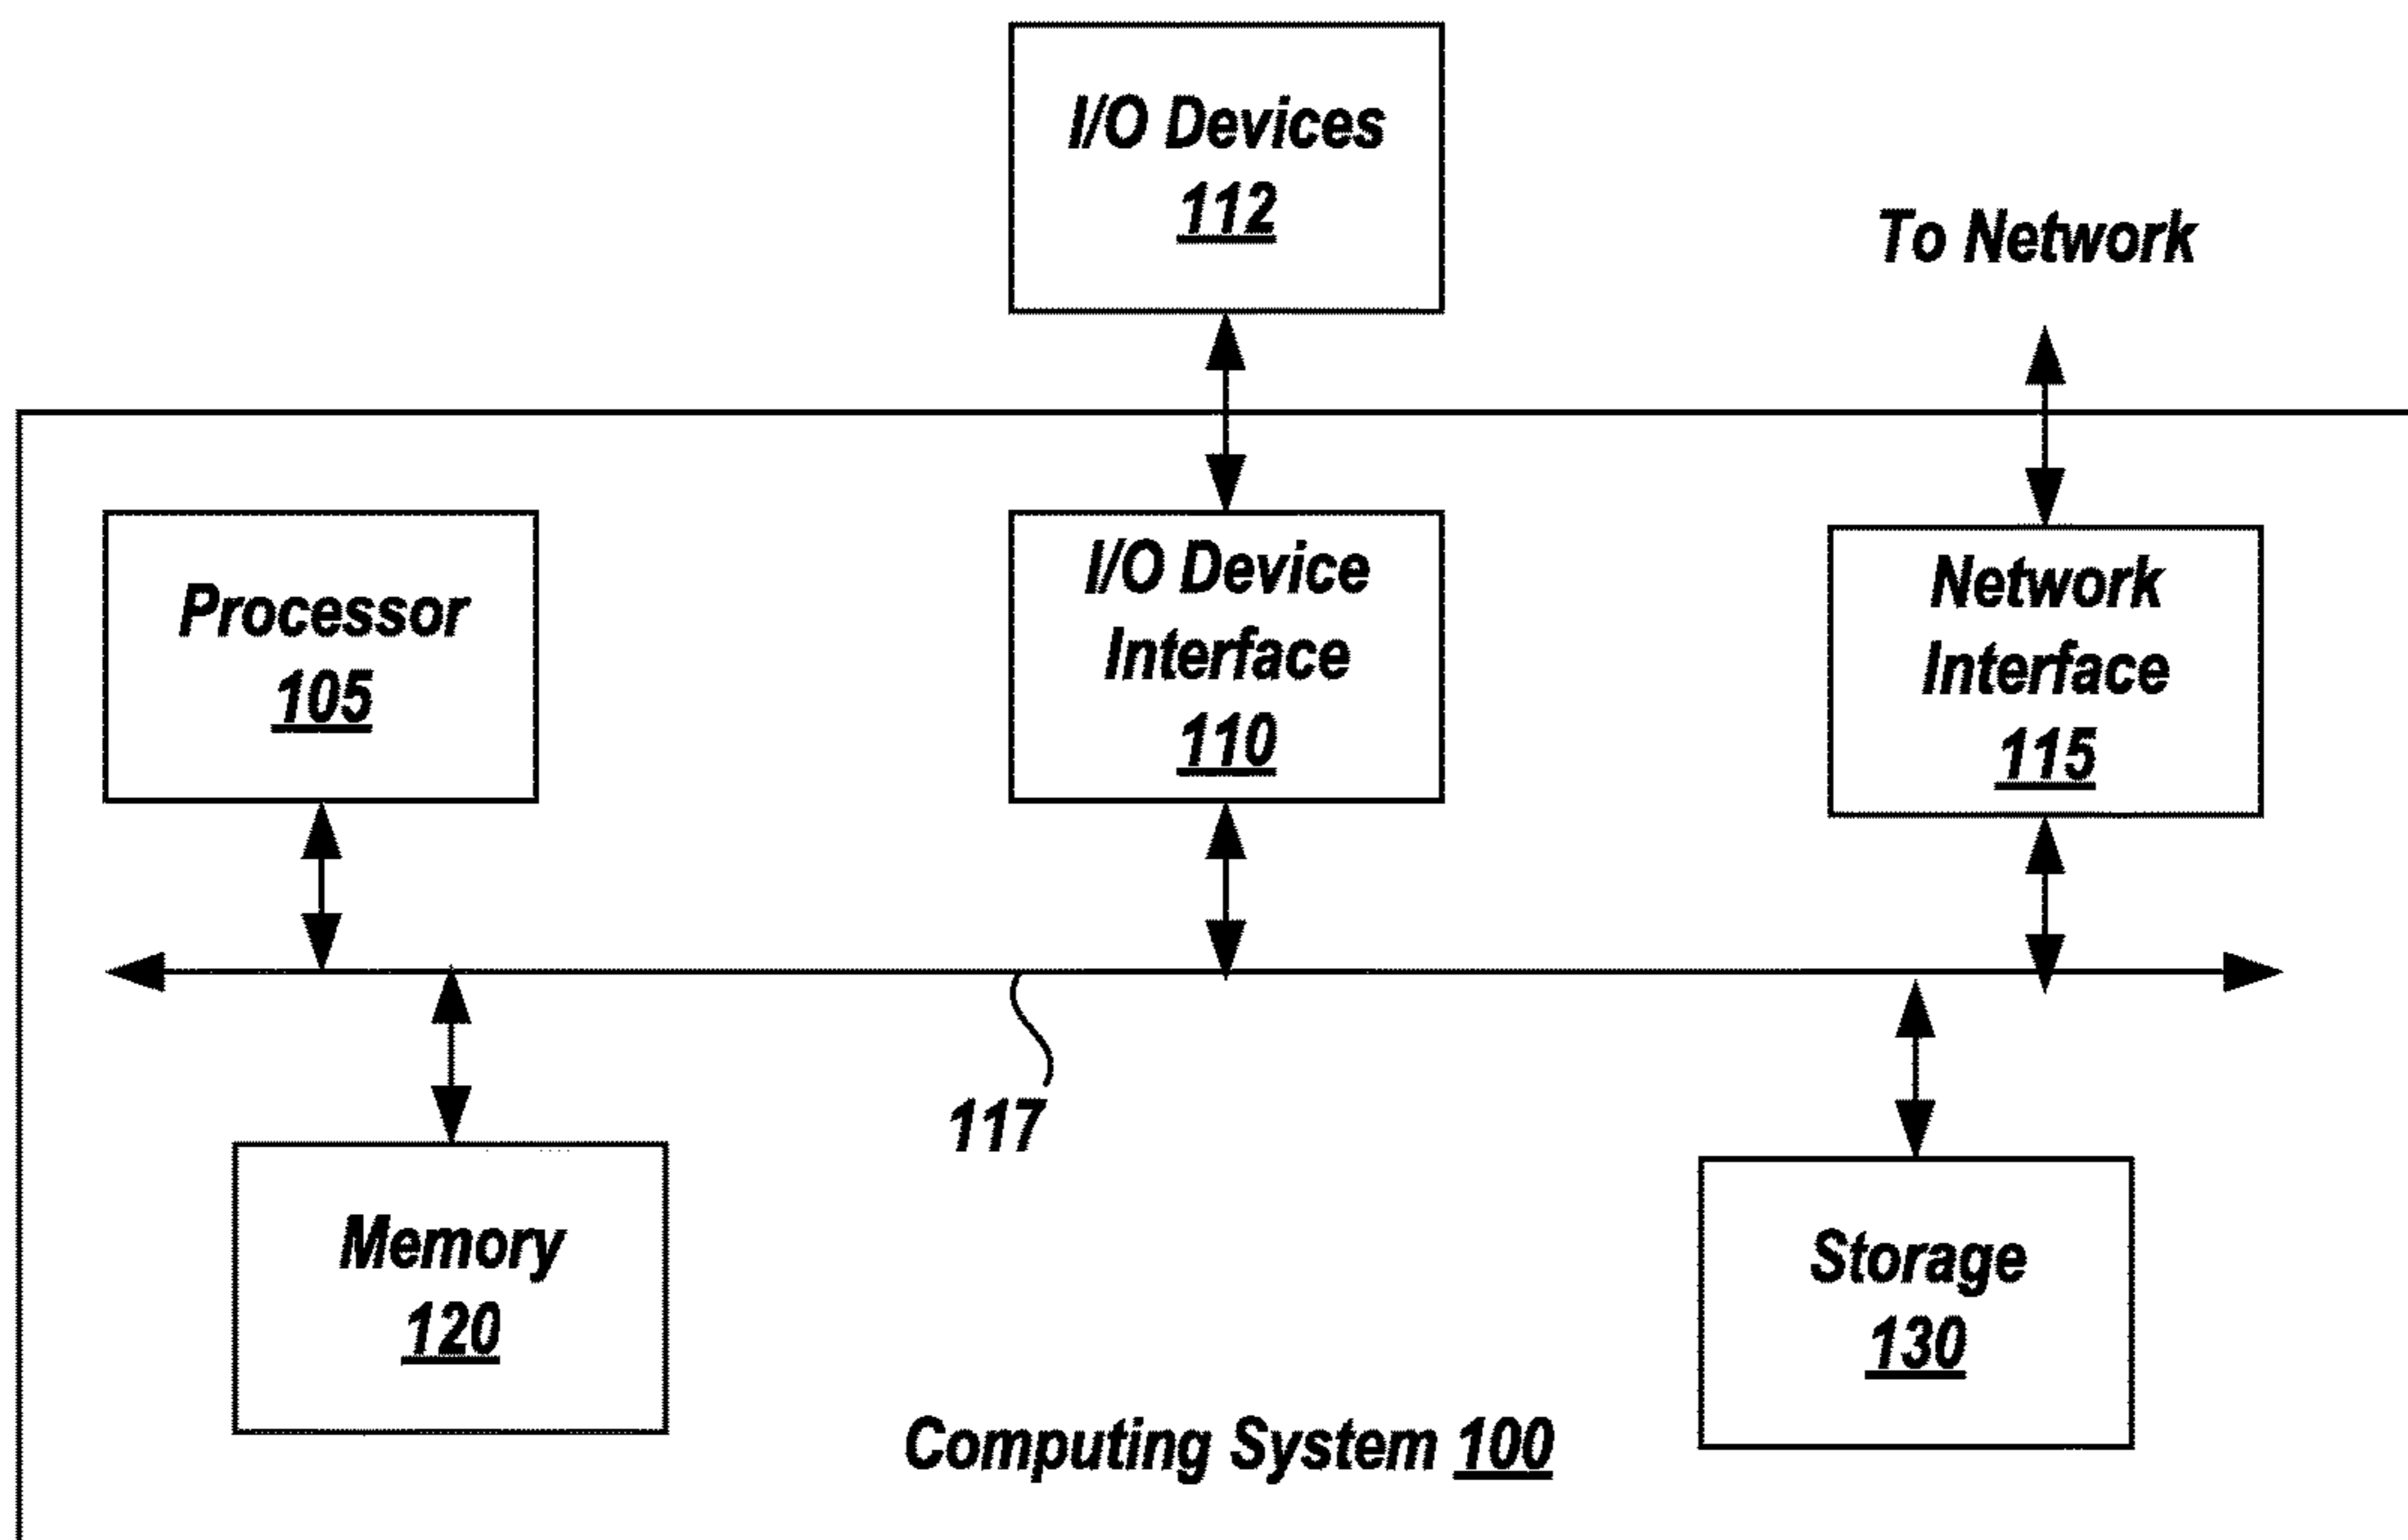 I/O Devices
112
To Network
Processor
105
I/O Device
Interface
110
Network
Interface
115
117
Memory
120
Storage
130
Computing System 100